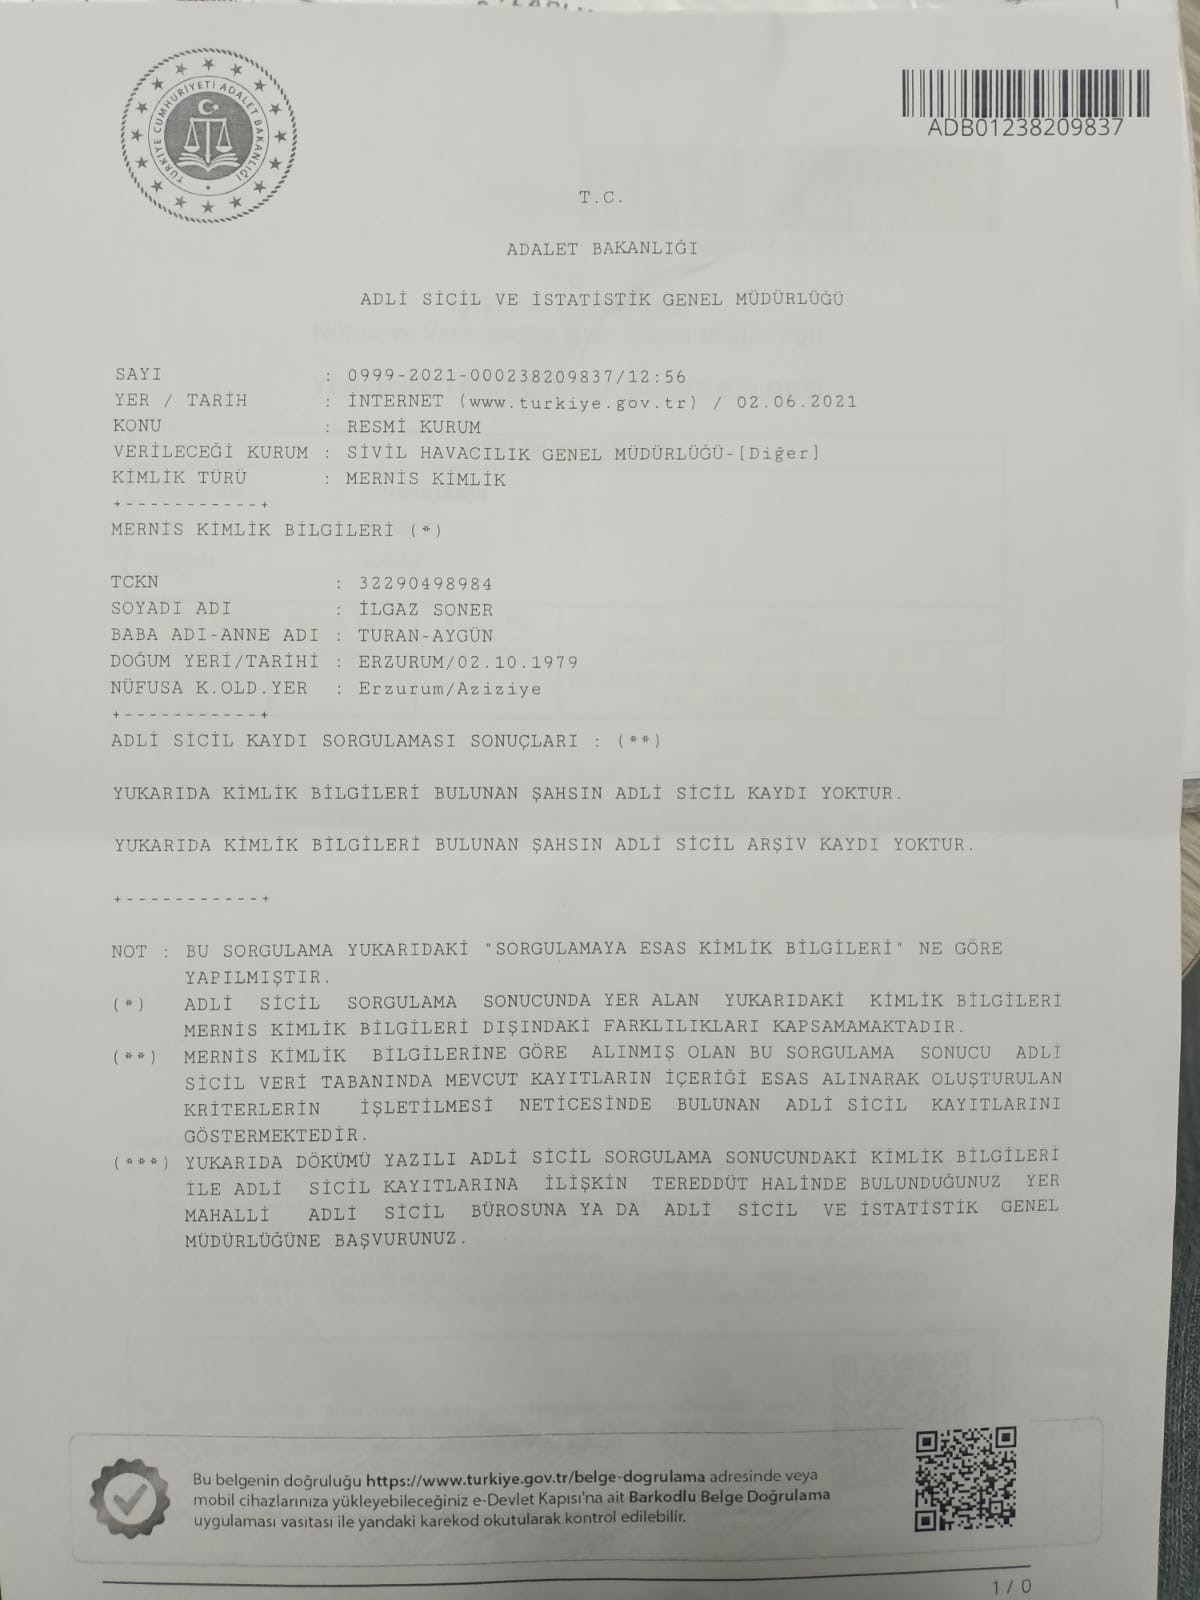 TÜRKİYE CUMHURİYETİ ADALET BAKANLIĞI
ADB01238209837
T.C.
ADALET BAKANLIĞI
ADLİ SİCİL VE İSTATİSTİK GENEL MÜDÜRLÜĞÜ
SAYI : 0999-2021-000238209837/12:56
YER / TARİH : İNTERNET (www.turkiye.gov.tr) / 02.06.2021
KONU : RESMİ KURUM
VERİLECEĞİ KURUM : SİVİL HAVACILIK GENEL MÜDÜRLÜĞÜ-[Diğer]
KİMLİK TÜRÜ : MERNİS KİMLİK
+-----------+
MERNİS KİMLİK BİLGİLERİ (*)
TCKN : 32290498984
SOYADI ADI : İLGAZ SONER
BABA ADI-ANNE ADI : TURAN-AYGÜN
DOĞUM YERİ/TARİHİ : ERZURUM/02.10.1979
NÜFUSA K.OLD.YER : Erzurum/Aziziye
+-----------+
ADLİ SİCİL KAYDI SORGULAMASI SONUÇLARI : (**)
YUKARIDA KİMLİK BİLGİLERİ BULUNAN ŞAHSIN ADLİ SİCİL KAYDI YOKTUR.
YUKARIDA KİMLİK BİLGİLERİ BULUNAN ŞAHSIN ADLİ SİCİL ARŞİV KAYDI YOKTUR.
+-----------+
NOT : BU SORGULAMA YUKARIDAKİ "SORGULAMAYA ESAS KİMLİK BİLGİLERİ" NE GÖRE
YAPILMIŞTIR.
(*) ADLİ SİCİL SORGULAMA SONUCUNDA YER ALAN YUKARIDAKİ KİMLİK BİLGİLERİ
MERNİS KİMLİK BİLGİLERİ DIŞINDAKİ FARKLILIKLARI KAPSAMAMAKTADIR.
(**) MERNİS KİMLİK BİLGİLERİNE GÖRE ALINMIŞ OLAN BU SORGULAMA SONUCU ADLİ
SİCİL VERİ TABANINDA MEVCUT KAYITLARIN İÇERİĞİ ESAS ALINARAK OLUŞTURULAN
KRİTERLERİN İŞLETİLMESİ NETİCESİNDE BULUNAN ADLİ SİCİL KAYITLARINI
GÖSTERMEKTEDİR.
(***) YUKARIDA DÖKÜMÜ YAZILI ADLİ SİCİL SORGULAMA SONUCUNDAKİ KİMLİK BİLGİLERİ
İLE ADLİ SİCİL KAYITLARINA İLİŞKİN TEREDDÜT HALİNDE BULUNDUĞUNUZ YER
MAHALLİ ADLİ SİCİL BÜROSUNA YA DA ADLİ SİCİL VE İSTATİSTİK GENEL
MÜDÜRLÜĞÜNE BAŞVURUNUZ.
Bu belgenin doğruluğu https://www.turkiye.gov.tr/belge-dogrulama adresinde veya
mobil cihazlarınıza yükleyebileceğiniz e-Devlet Kapısı'na ait Barkodlu Belge Doğrulama
uygulaması vasıtası ile yandaki karekod okutularak kontrol edilebilir.
1 / 0